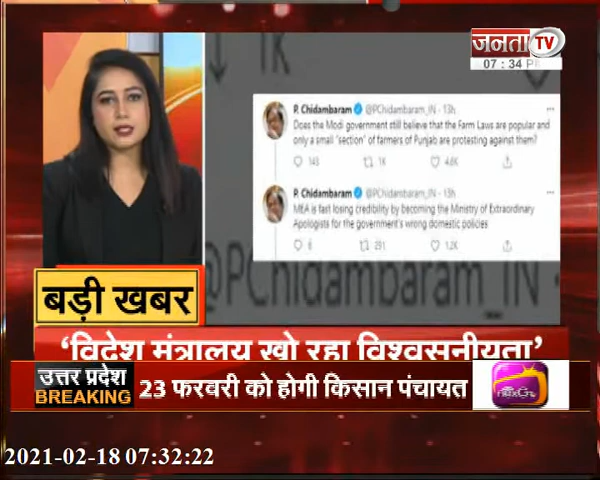 जनता TV
07:34 P
1K
P. Chidambaram @PChidambaram_IN · 13h
Does the Modi government still believe that the Farm Laws are popular and
only a small "section" of farmers of Punjab are protesting against them?
143 1K 4.6K
P. Chidambaram @PChidambaram_IN · 13h
MEA is fast losing credibility by becoming the Ministry of Extraordinary
Apologists for the government's wrong domestic policies
6 291 1.2K
@PChidambaram_IN
बड़ी खबर
'विदेश मंत्रालय खो रहा विश्वसनीयता'
उत्तर प्रदेश
BREAKING
23 फरवरी को होगी किसान पंचायत
2021-02-18 07:32:22